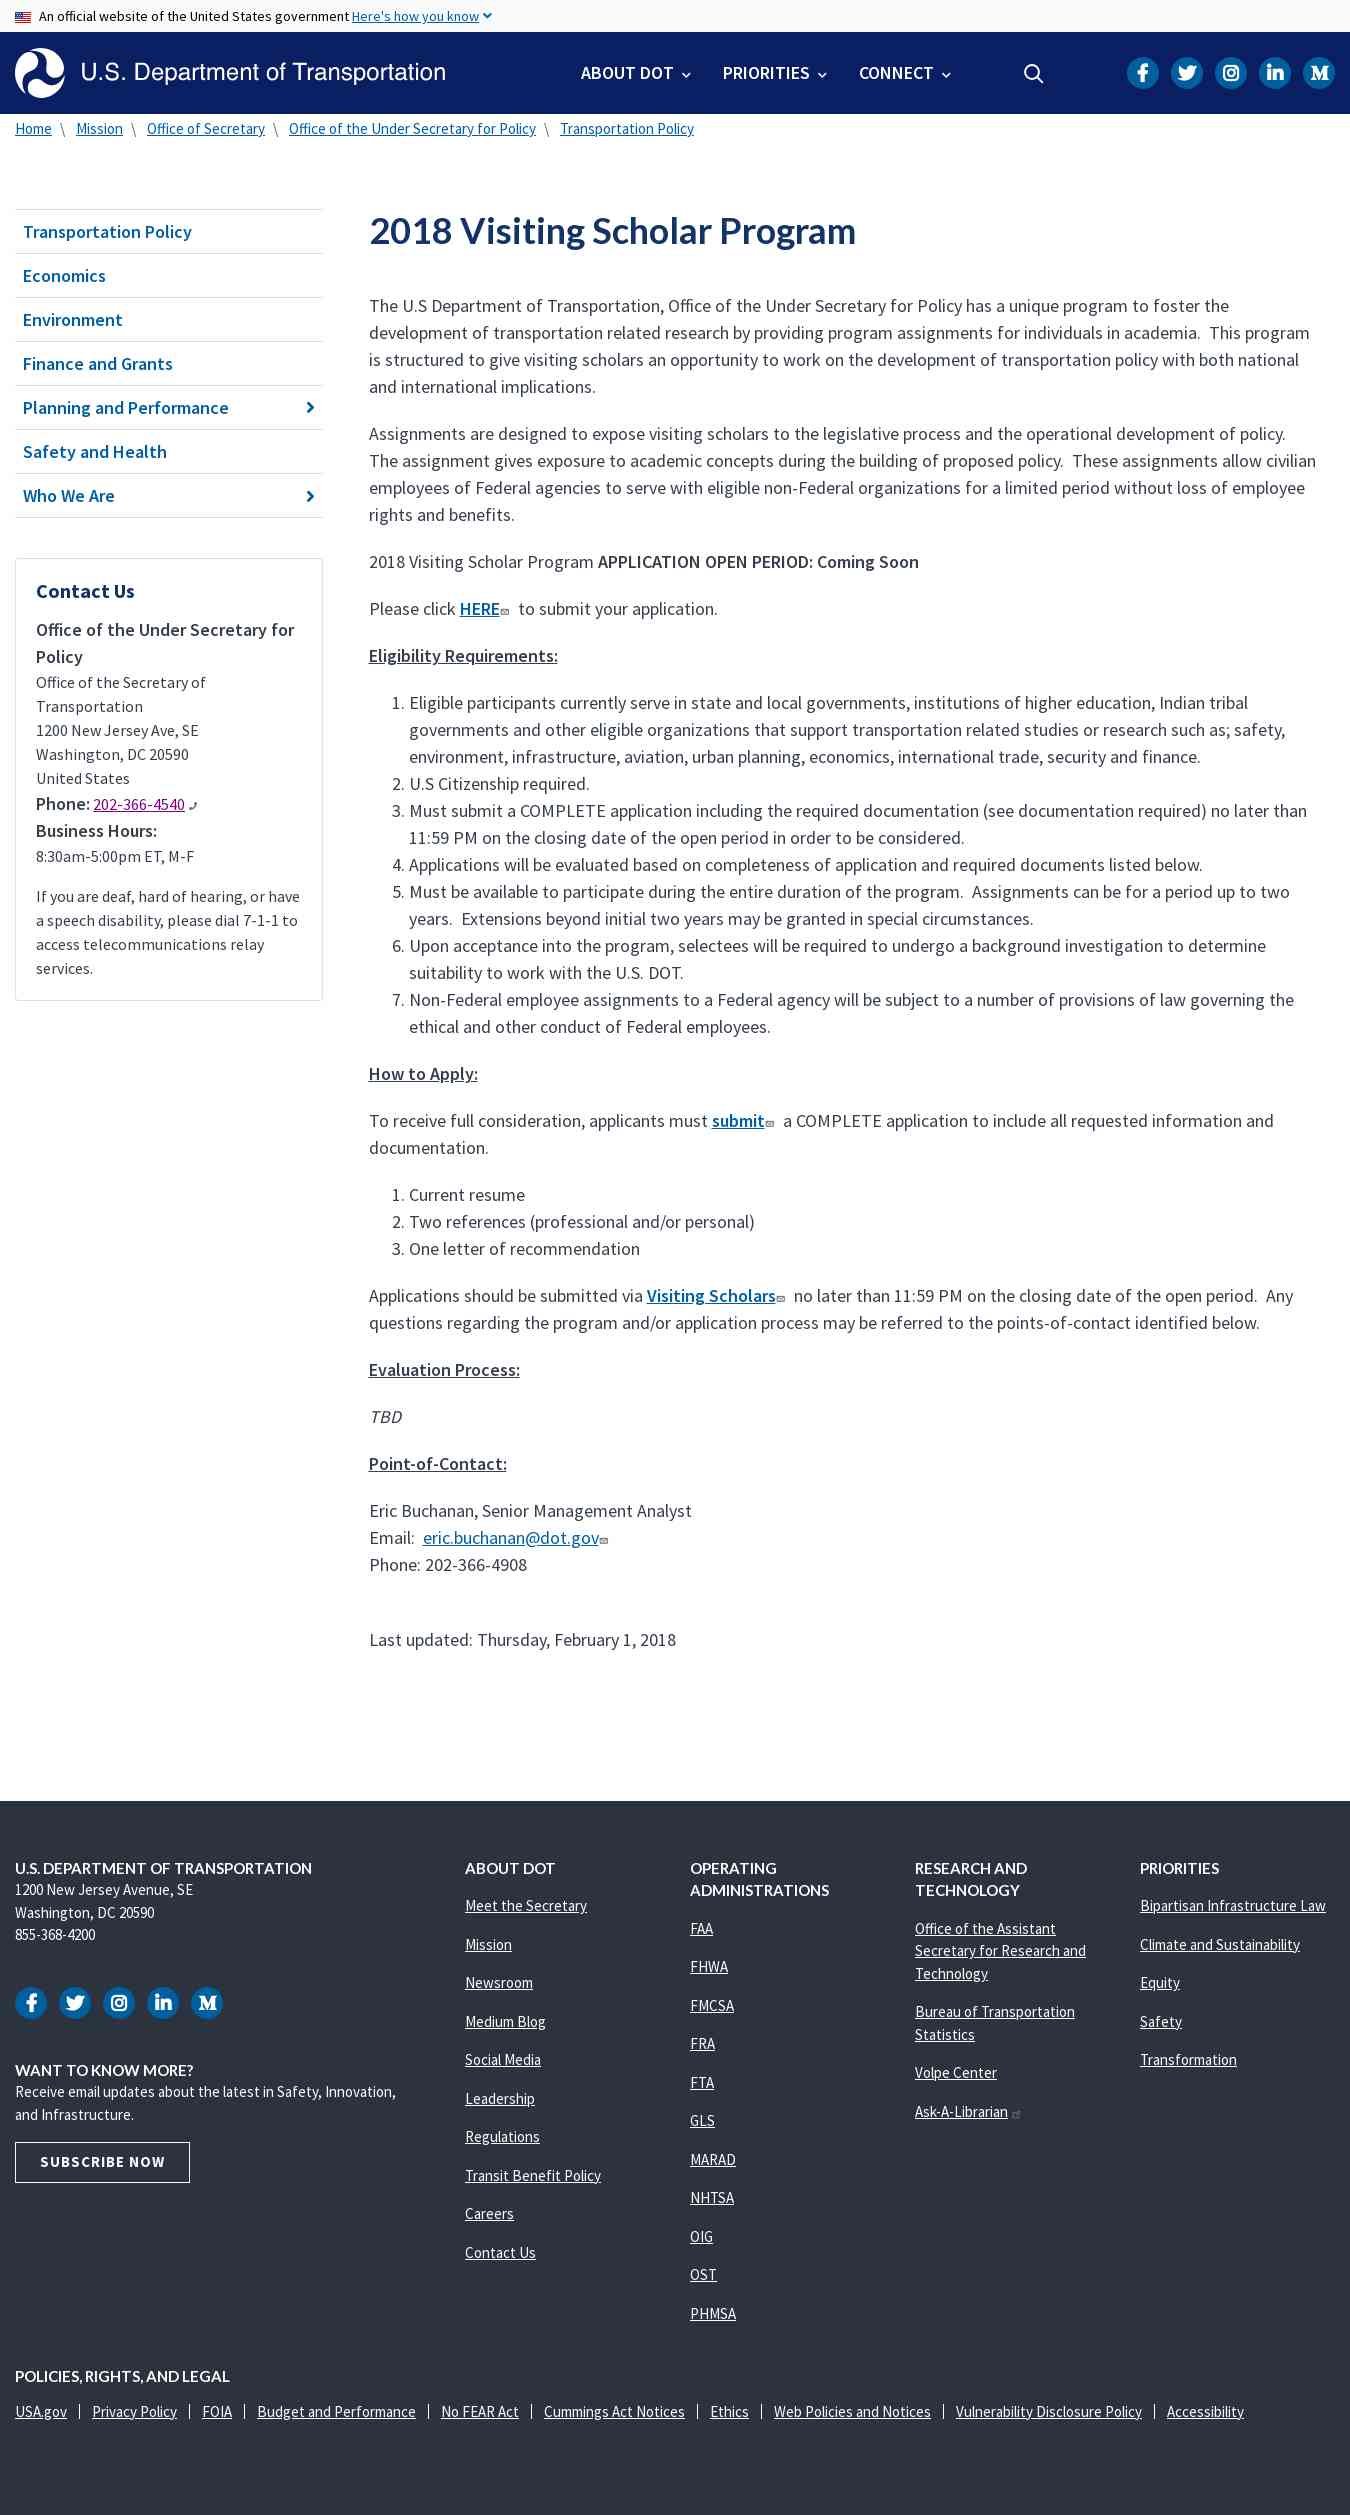 An official website of the United States government Here's how you know
U.S. Department of Transportation
ABOUT DOT
PRIORITIES
CONNECT
Home \ Mission \ Office of Secretary \ Office of the Under Secretary for Policy \ Transportation Policy
Transportation Policy
Economics
Environment
Finance and Grants
Planning and Performance
Safety and Health
Who We Are
Contact Us
Office of the Under Secretary for
Policy
Office of the Secretary of
Transportation
1200 New Jersey Ave, SE
Washington, DC 20590
United States
Phone: 202-366-4540
Business Hours:
8:30am-5:00pm ET, M-F
If you are deaf, hard of hearing, or have
a speech disability, please dial 7-1-1 to
access telecommunications relay
services.
2018 Visiting Scholar Program
The U.S Department of Transportation, Office of the Under Secretary for Policy has a unique program to foster the
development of transportation related research by providing program assignments for individuals in academia.  This program
is structured to give visiting scholars an opportunity to work on the development of transportation policy with both national
and international implications.
Assignments are designed to expose visiting scholars to the legislative process and the operational development of policy.
The assignment gives exposure to academic concepts during the building of proposed policy.  These assignments allow civilian
employees of Federal agencies to serve with eligible non-Federal organizations for a limited period without loss of employee
rights and benefits.
2018 Visiting Scholar Program APPLICATION OPEN PERIOD: Coming Soon
Please click HERE to submit your application.
Eligibility Requirements:
1. Eligible participants currently serve in state and local governments, institutions of higher education, Indian tribal
governments and other eligible organizations that support transportation related studies or research such as; safety,
environment, infrastructure, aviation, urban planning, economics, international trade, security and finance.
2. U.S Citizenship required.
3. Must submit a COMPLETE application including the required documentation (see documentation required) no later than
11:59 PM on the closing date of the open period in order to be considered.
4. Applications will be evaluated based on completeness of application and required documents listed below.
5. Must be available to participate during the entire duration of the program.  Assignments can be for a period up to two
years.  Extensions beyond initial two years may be granted in special circumstances.
6. Upon acceptance into the program, selectees will be required to undergo a background investigation to determine
suitability to work with the U.S. DOT.
7. Non-Federal employee assignments to a Federal agency will be subject to a number of provisions of law governing the
ethical and other conduct of Federal employees.
How to Apply:
To receive full consideration, applicants must submit a COMPLETE application to include all requested information and
documentation.
1. Current resume
2. Two references (professional and/or personal)
3. One letter of recommendation
Applications should be submitted via Visiting Scholars no later than 11:59 PM on the closing date of the open period.  Any
questions regarding the program and/or application process may be referred to the points-of-contact identified below.
Evaluation Process:
TBD
Point-of-Contact:
Eric Buchanan, Senior Management Analyst
Email:  eric.buchanan@dot.gov
Phone: 202-366-4908
Last updated: Thursday, February 1, 2018
U.S. DEPARTMENT OF TRANSPORTATION
1200 New Jersey Avenue, SE
Washington, DC 20590
855-368-4200
WANT TO KNOW MORE?
Receive email updates about the latest in Safety, Innovation,
and Infrastructure.
SUBSCRIBE NOW
ABOUT DOT
Meet the Secretary
Mission
Newsroom
Medium Blog
Social Media
Leadership
Regulations
Transit Benefit Policy
Careers
Contact Us
OPERATING
ADMINISTRATIONS
FAA
FHWA
FMCSA
FRA
FTA
GLS
MARAD
NHTSA
OIG
OST
PHMSA
RESEARCH AND
TECHNOLOGY
Office of the Assistant
Secretary for Research and
Technology
Bureau of Transportation
Statistics
Volpe Center
Ask-A-Librarian
PRIORITIES
Bipartisan Infrastructure Law
Climate and Sustainability
Equity
Safety
Transformation
POLICIES, RIGHTS, AND LEGAL
USA.gov | Privacy Policy | FOIA | Budget and Performance | No FEAR Act | Cummings Act Notices | Ethics | Web Policies and Notices | Vulnerability Disclosure Policy | Accessibility